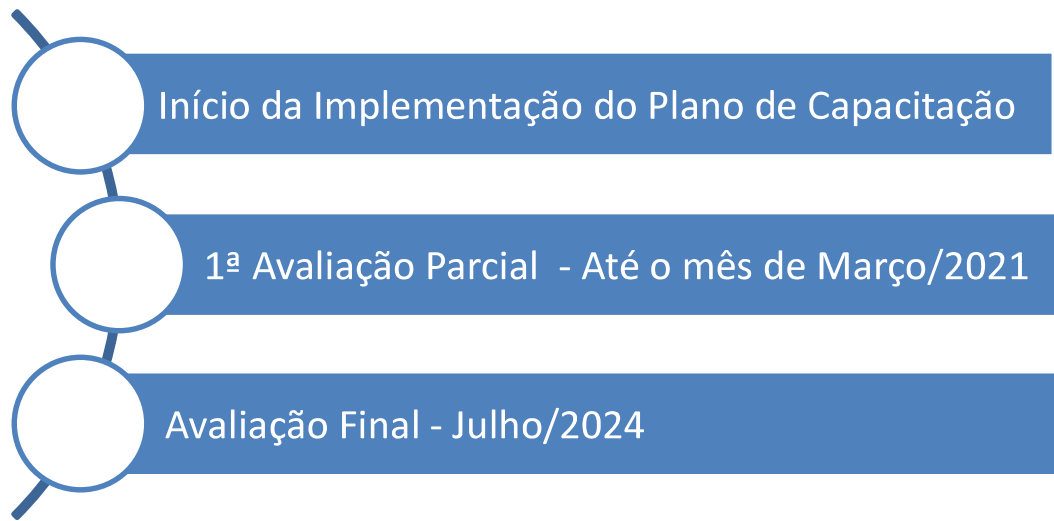 Início da Implementação do Plano de Capacitação
1ª Avaliação Parcial - Até o mês de Março/2021
Avaliação Final - Julho/2024